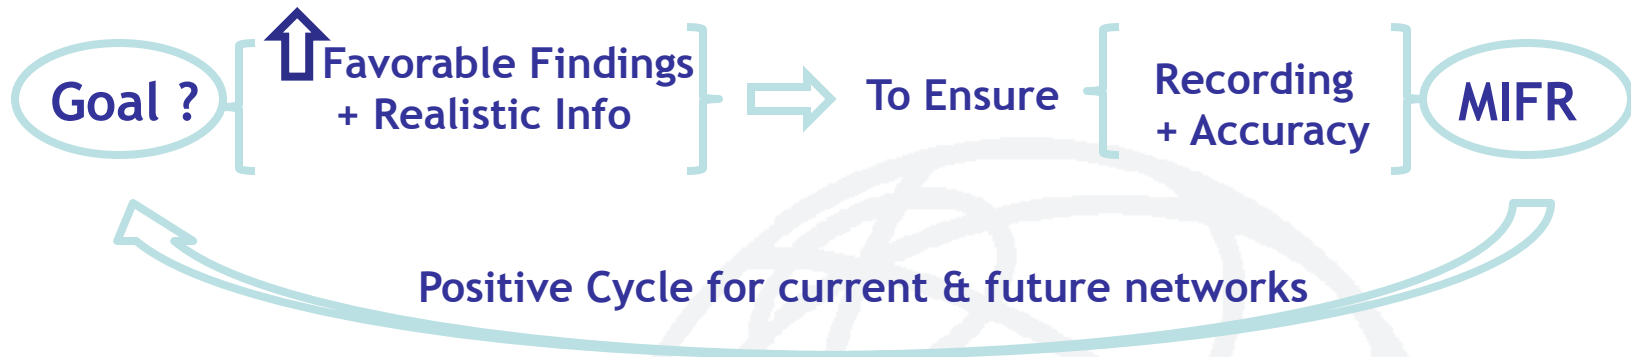 Goal ?
Favorable Findings
+ Realistic Info
To Ensure
Recording
+ Accuracy
MIFR
Positive Cycle for current & future networks